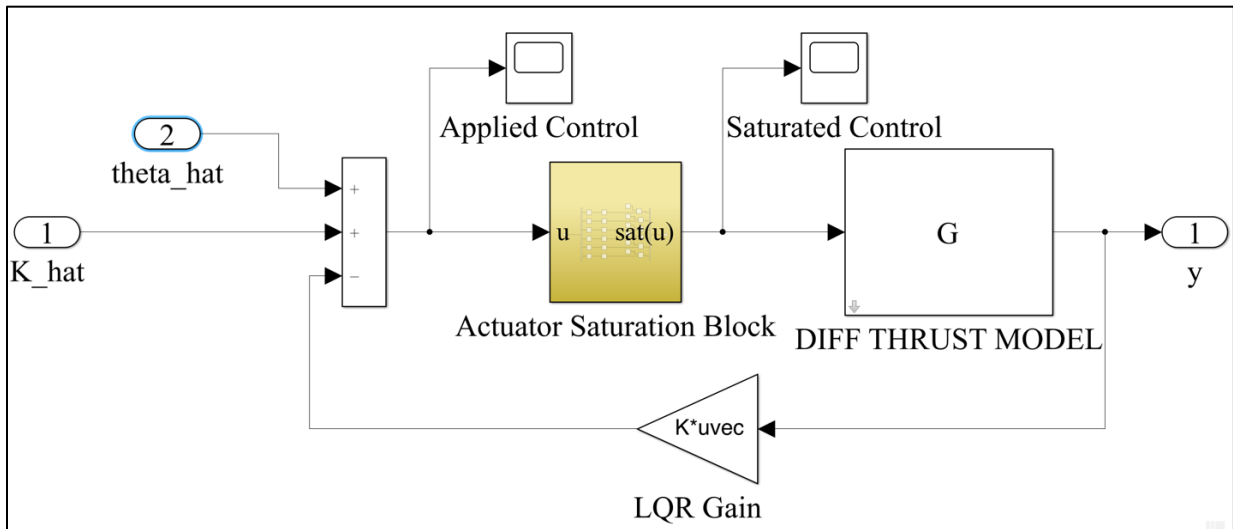 Applied Control
Saturated Control
2
theta_hat
+
+
−
1
K_hat
u
sat(u)
Actuator Saturation Block
G
DIFF THRUST MODEL
1
y
K*uvec
LQR Gain